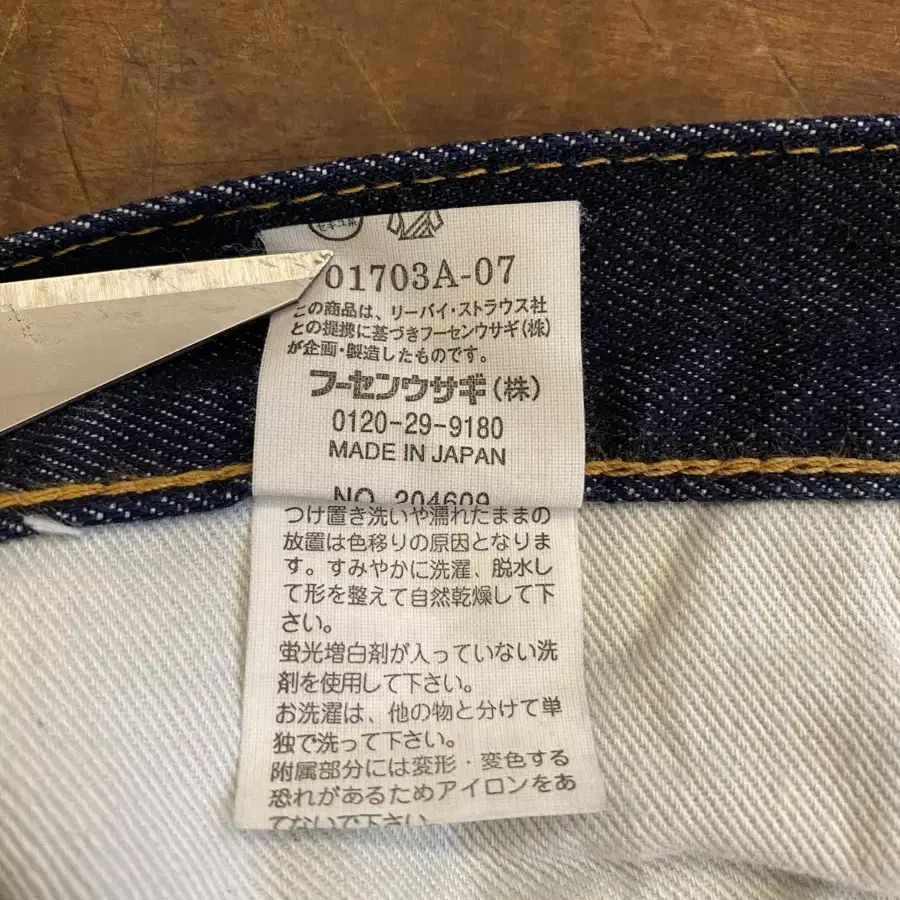 01703A-07
この商品は、リーバイ・ストラウス社
との提携に基づきフーセンウサギ(株)
が企画・製造したものです。
フーセンウサギ(株)
0120-29-9180
MADE IN JAPAN
NO. 204609
つけ置き洗いや濡れたままの
放置は色移りの原因となりま
す。すみやかに洗濯、脱水し
て形を整えて自然乾燥して下
さい。
蛍光増白剤が入っていない洗
剤を使用して下さい。
お洗濯は、他の物と分けて単
独で洗って下さい。
附属部分には変形・変色する
恐れがあるためアイロンをあ
てないで下さい。